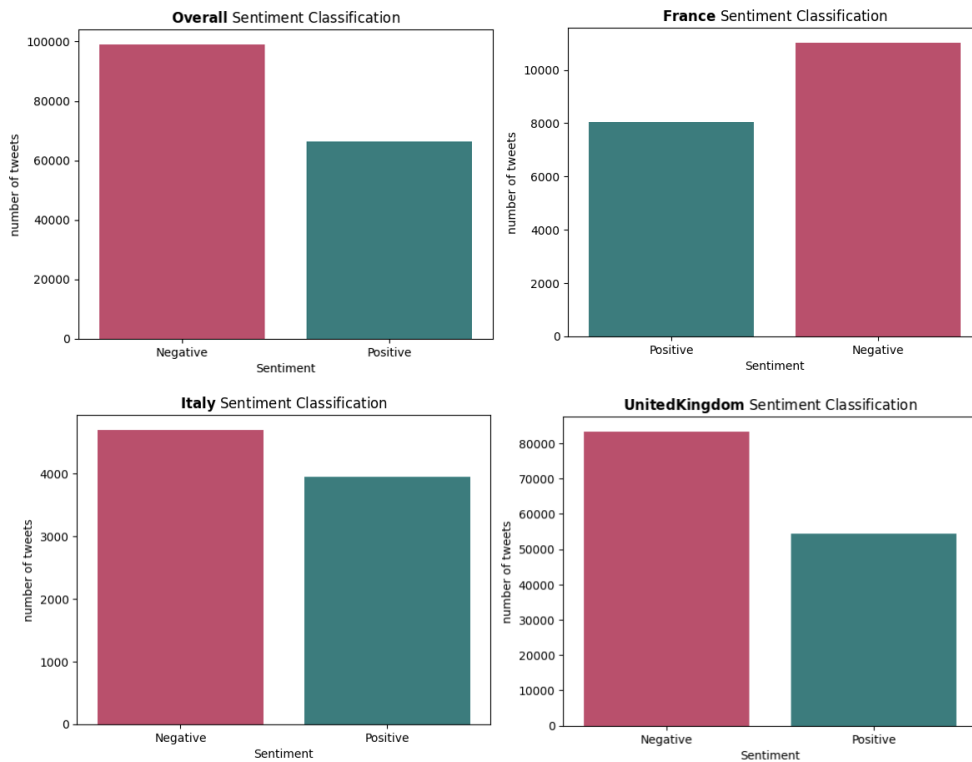 Overall Sentiment Classification
number of tweets
100000
80000
60000
40000
20000
0
Negative
Positive
Sentiment
France Sentiment Classification
number of tweets
10000
8000
6000
4000
2000
0
Positive
Negative
Sentiment
Italy Sentiment Classification
number of tweets
4000
3000
2000
1000
0
Negative
Positive
Sentiment
UnitedKingdom Sentiment Classification
number of tweets
80000
70000
60000
50000
40000
30000
20000
10000
0
Negative
Positive
Sentiment